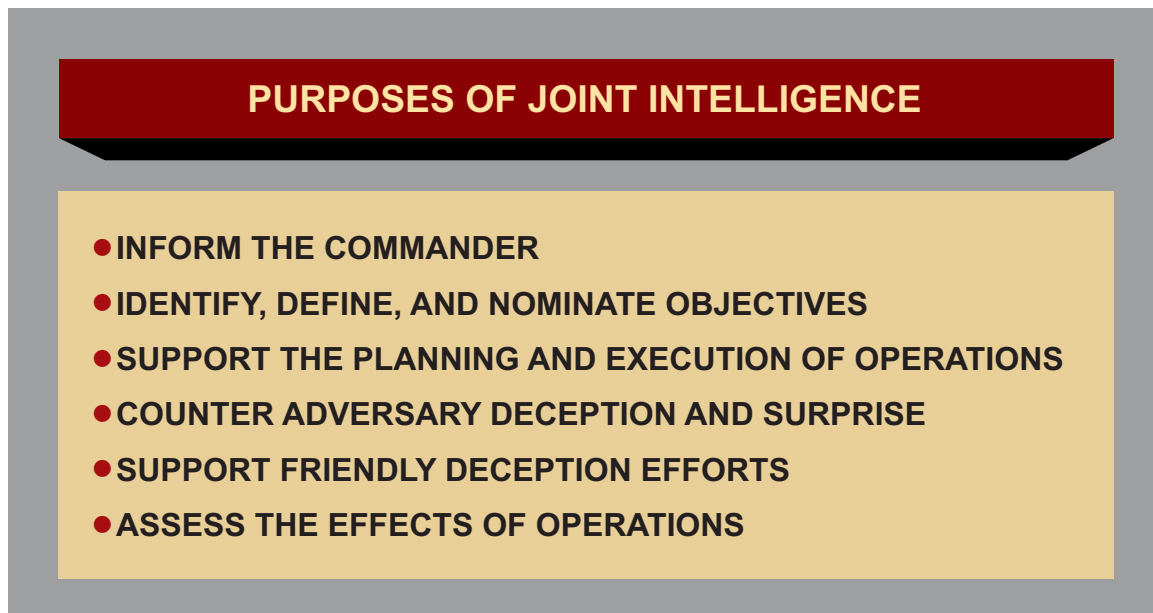 PURPOSES OF JOINT INTELLIGENCE
● INFORM THE COMMANDER
● IDENTIFY, DEFINE, AND NOMINATE OBJECTIVES
● SUPPORT THE PLANNING AND EXECUTION OF OPERATIONS
● COUNTER ADVERSARY DECEPTION AND SURPRISE
● SUPPORT FRIENDLY DECEPTION EFFORTS
● ASSESS THE EFFECTS OF OPERATIONS